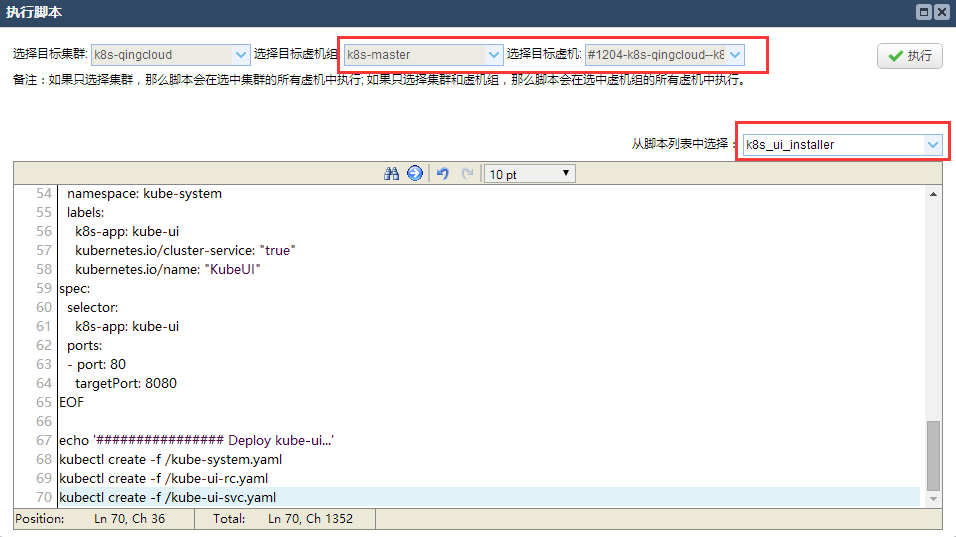 执行脚本
选择目标集群: k8s-qingcloud 选择目标虚机组 k8s-master 选择目标虚机: #1204-k8s-qingcloud--k8 执行
备注：如果只选择集群，那么脚本会在选中集群的所有虚机中执行; 如果只选择集群和虚机组，那么脚本会在选中虚机组的所有虚机中执行。
从脚本列表中选择： k8s_ui_installer
10 pt
54 namespace: kube-system
55 labels:
56 k8s-app: kube-ui
57 kubernetes.io/cluster-service: "true"
58 kubernetes.io/name: "KubeUI"
59 spec:
60 selector:
61 k8s-app: kube-ui
62 ports:
63 - port: 80
64 targetPort: 8080
65 EOF
66
67 echo '################ Deploy kube-ui...'
68 kubectl create -f /kube-system.yaml
69 kubectl create -f /kube-ui-rc.yaml
70 kubectl create -f /kube-ui-svc.yaml
Position: Ln 70, Ch 36 Total: Ln 70, Ch 1352